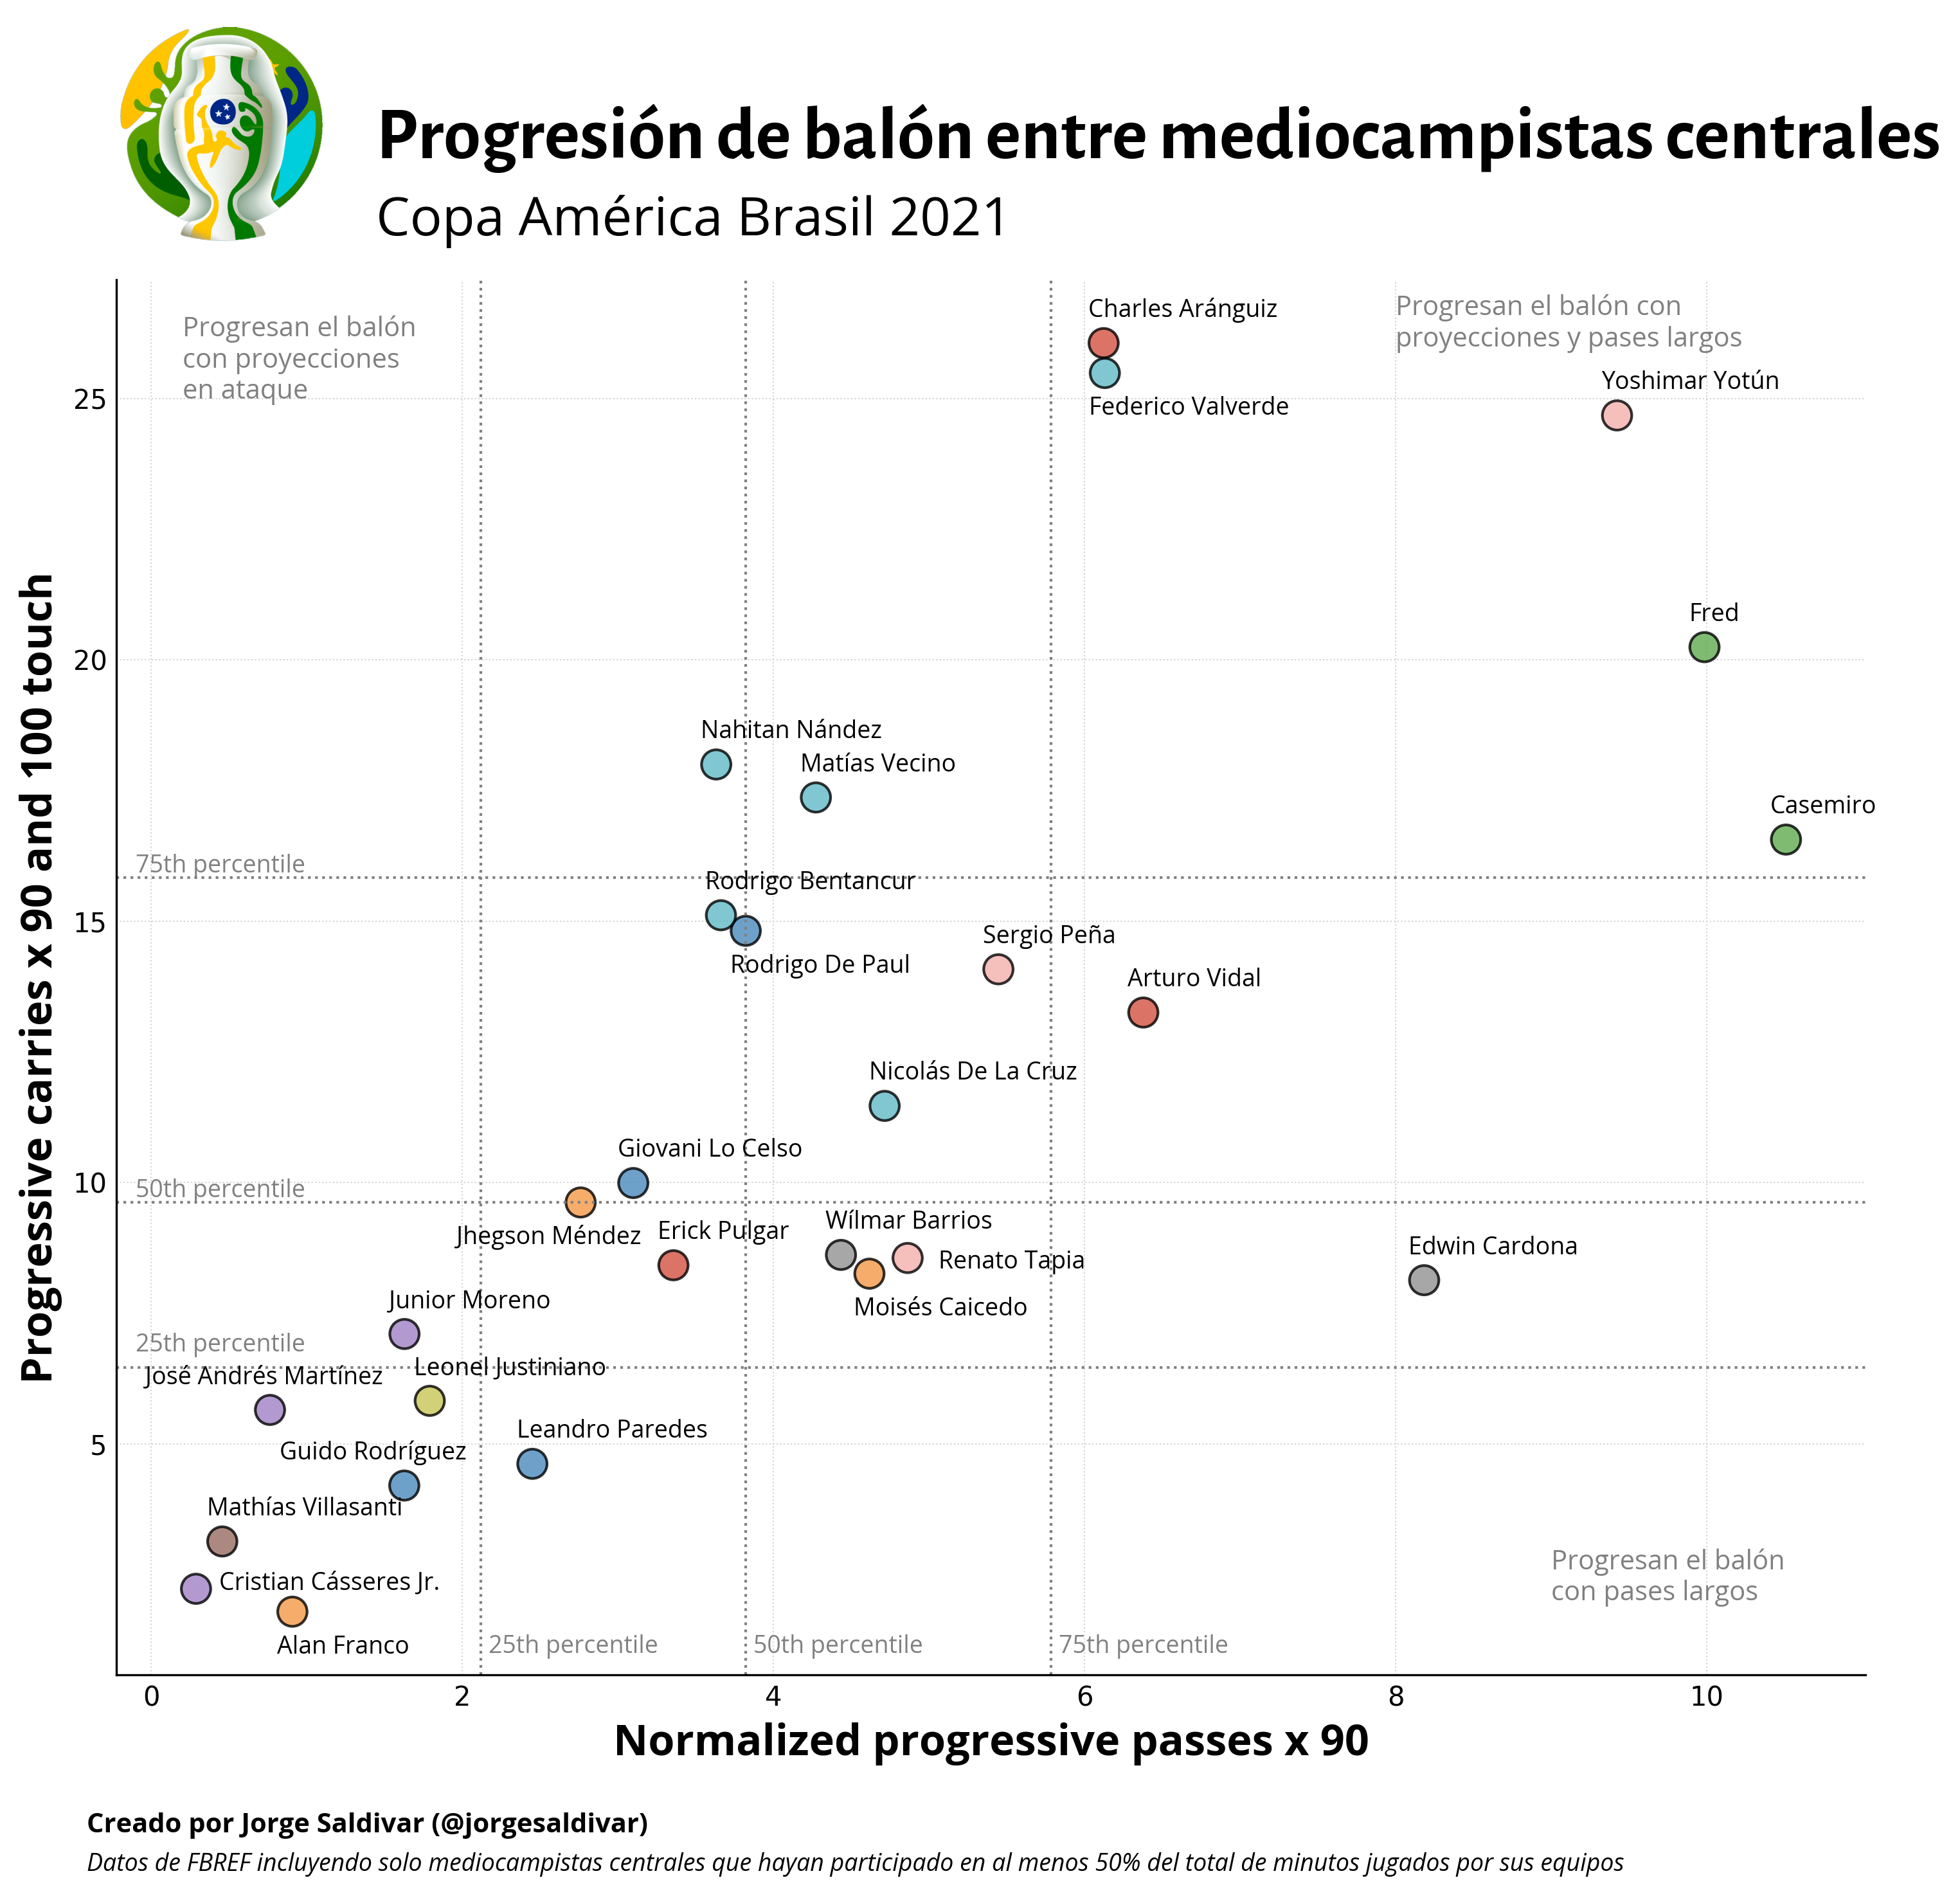 Progresión de balón entre mediocampistas centrales
Copa América Brasil 2021
Progresan el balón
con proyecciones
en ataque
Progresan el balón con
proyecciones y pases largos
Charles Aránguiz
Federico Valverde
Yoshimar Yotún
Fred
Nahitan Nández
Matías Vecino
Casemiro
75th percentile
Rodrigo Bentancur
Rodrigo De Paul
Sergio Peña
Arturo Vidal
Nicolás De La Cruz
Giovani Lo Celso
50th percentile
Jhegson Méndez
Erick Pulgar
Wílmar Barrios
Renato Tapia
Moisés Caicedo
Edwin Cardona
Junior Moreno
25th percentile
José Andrés Martínez
Leonel Justiniano
Guido Rodríguez
Leandro Paredes
Mathías Villasanti
Cristian Cásseres Jr.
Alan Franco
Progresan el balón
con pases largos
25th percentile
50th percentile
75th percentile
25
20
15
10
5
Progressive carries x 90 and 100 touch
0
2
4
6
8
10
Normalized progressive passes x 90
Creado por Jorge Saldivar (@jorgesaldivar)
Datos de FBREF incluyendo solo mediocampistas centrales que hayan participado en al menos 50% del total de minutos jugados por sus equipos